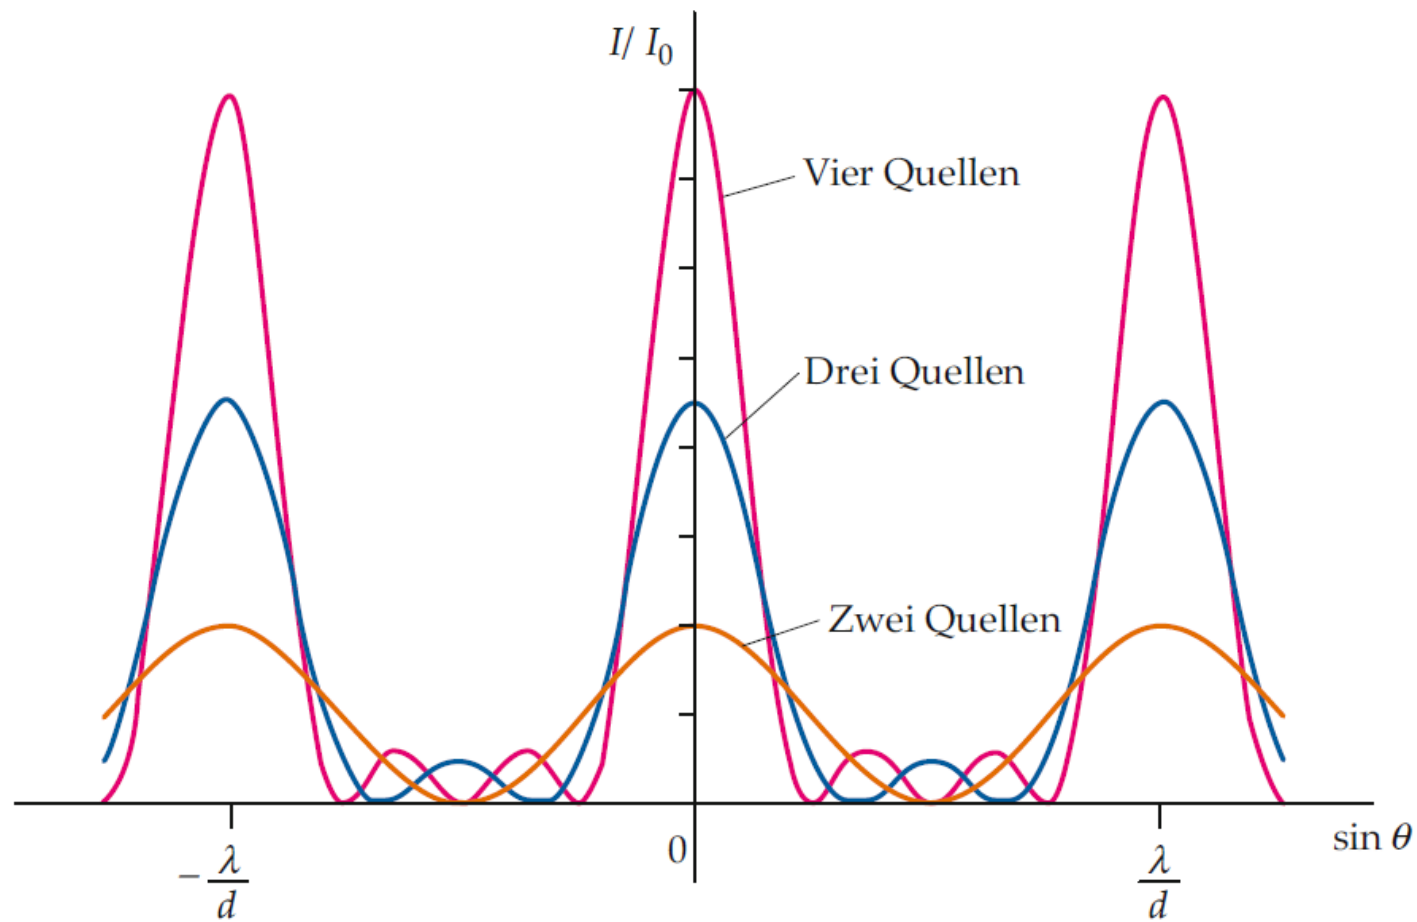 I/ I₀
Vier Quellen
Drei Quellen
Zwei Quellen
0
sin θ
− λ/d
λ/d